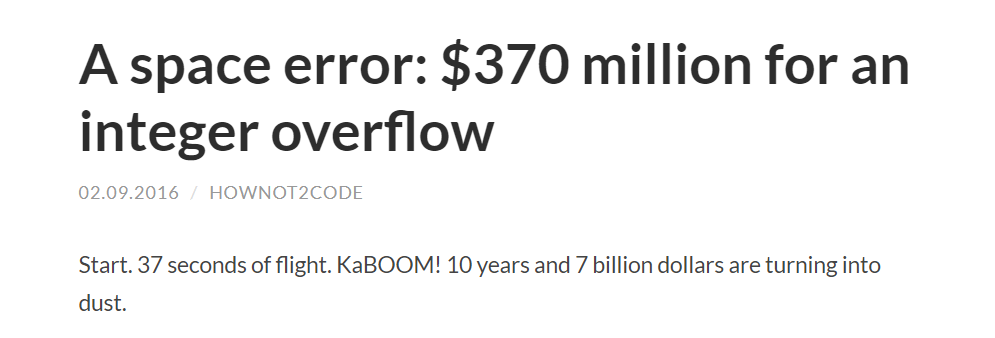 A space error: $370 million for an
integer overflow
02.09.2016 / HOWNOT2CODE
Start. 37 seconds of flight. KaBOOM! 10 years and 7 billion dollars are turning into
dust.